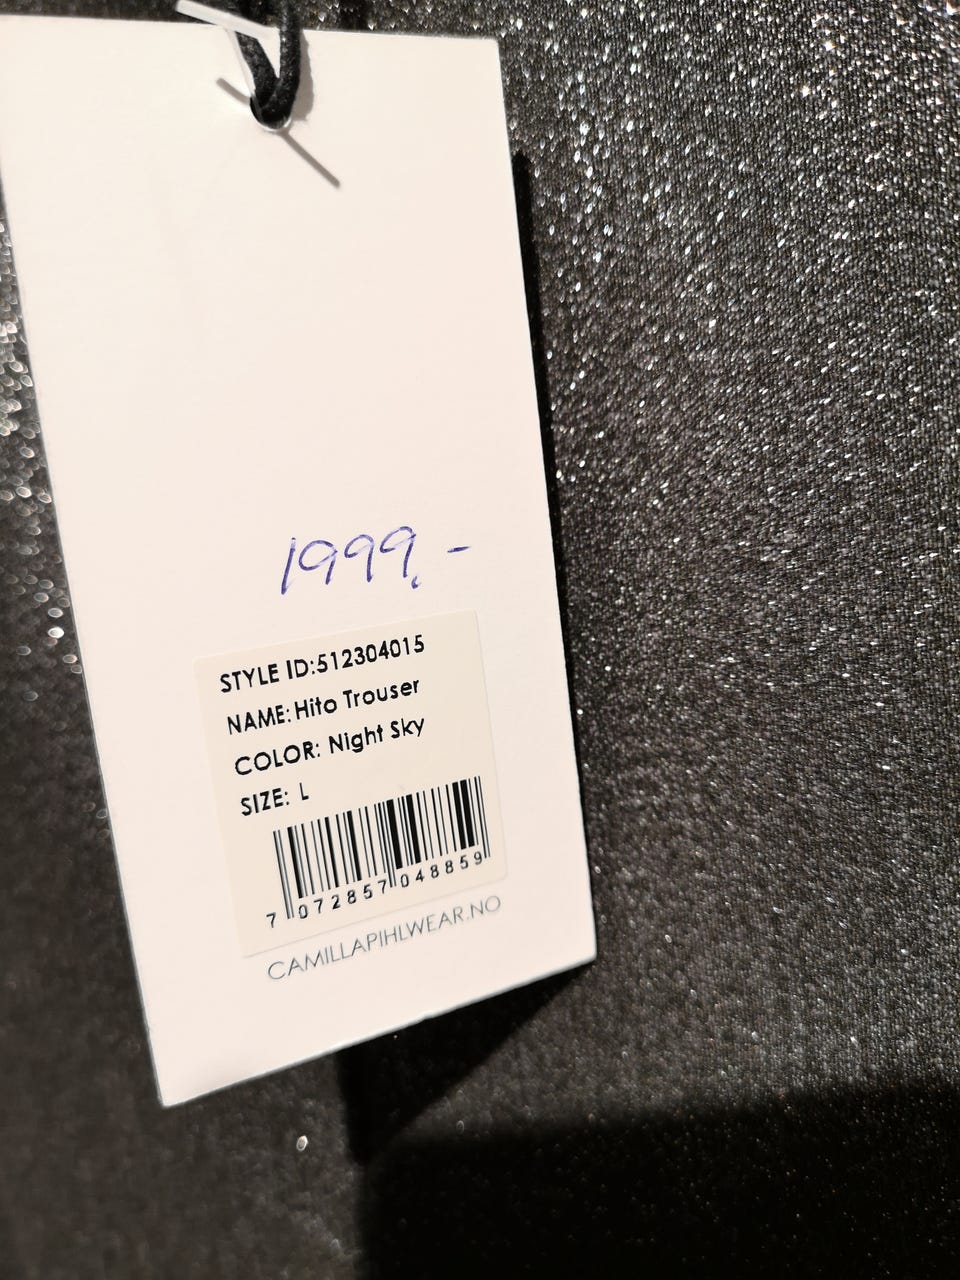 1999.-
STYLE ID:512304015
NAME: Hito Trouser
COLOR: Night Sky
SIZE: L
7 072857 048859
CAMILLAPIHLWEAR.NO